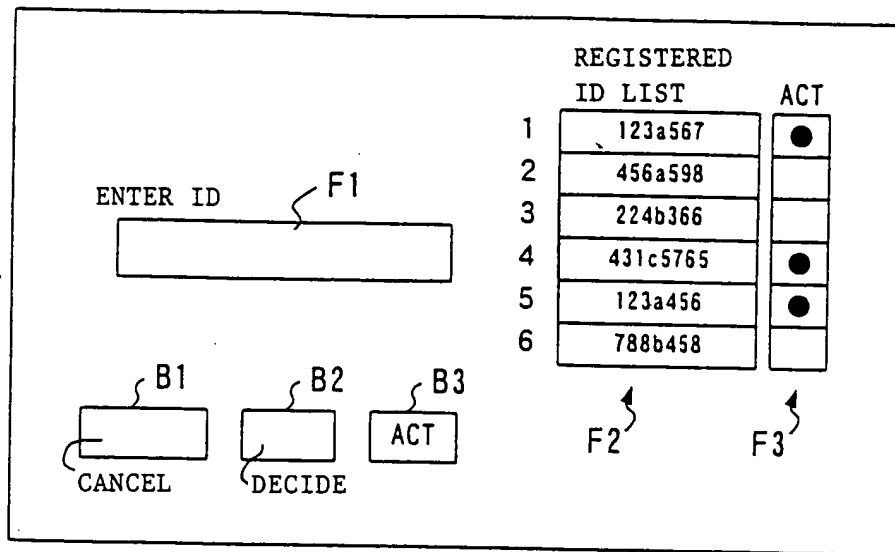 REGISTERED
ID LIST ACT
1 123a567
2 456a598
3 224b366
4 431c5765
5 123a456
6 788b458
ENTER ID F1
B1 B2 B3
ACT
CANCEL DECIDE
F2 F3